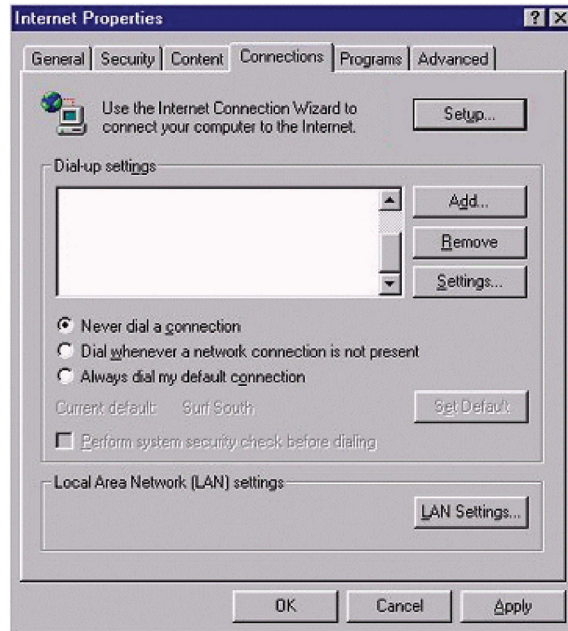 Internet Properties
General Security Content Connections Programs Advanced
Use the Internet Connection Wizard to
connect your computer to the Internet.
Setup...
Dial-up settings
Add...
Remove
Settings...
Never dial a connection
Dial whenever a network connection is not present
Always dial my default connection
Current default: Surf South
Set Default
Perform system security check before dialing
Local Area Network (LAN) settings
LAN Settings...
OK Cancel Apply